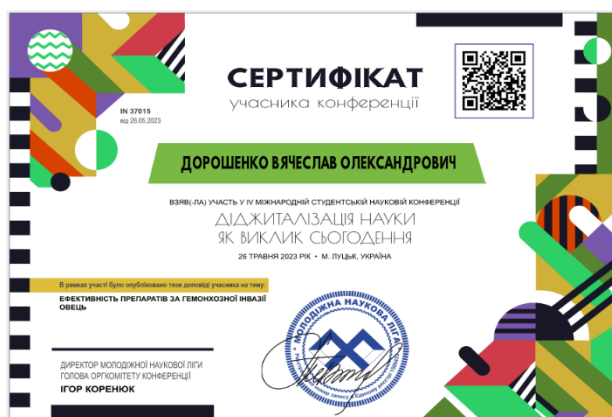 СЕРТИФІКАТ
учасника конференції
IN 37015
від 26.05.2023
ДОРОШЕНКО ВЯЧЕСЛАВ ОЛЕКСАНДРОВИЧ
ВЗЯВ(-ЛА) УЧАСТЬ У IV МІЖНАРОДНІЙ СТУДЕНТСЬКІЙ НАУКОВІЙ КОНФЕРЕНЦІЇ
ДІДЖИТАЛІЗАЦІЯ НАУКИ
ЯК ВИКЛИК СЬОГОДЕННЯ
26 ТРАВНЯ 2023 РІК • М. ЛУЦЬК, УКРАЇНА
В рамках участі було опубліковано тези доповіді учасника на тему:
ЕФЕКТИВНІСТЬ ПРЕПАРАТІВ ЗА ГЕМОНХОЗНОЇ ІНВАЗІЇ
ОВЕЦЬ
МОЛОДІЖНА НАУКОВА ЛІГА
ДИРЕКТОР МОЛОДІЖНОЇ НАУКОВОЇ ЛІГИ
ГОЛОВА ОРГКОМІТЕТУ КОНФЕРЕНЦІЇ
ІГОР КОРЕНЮК